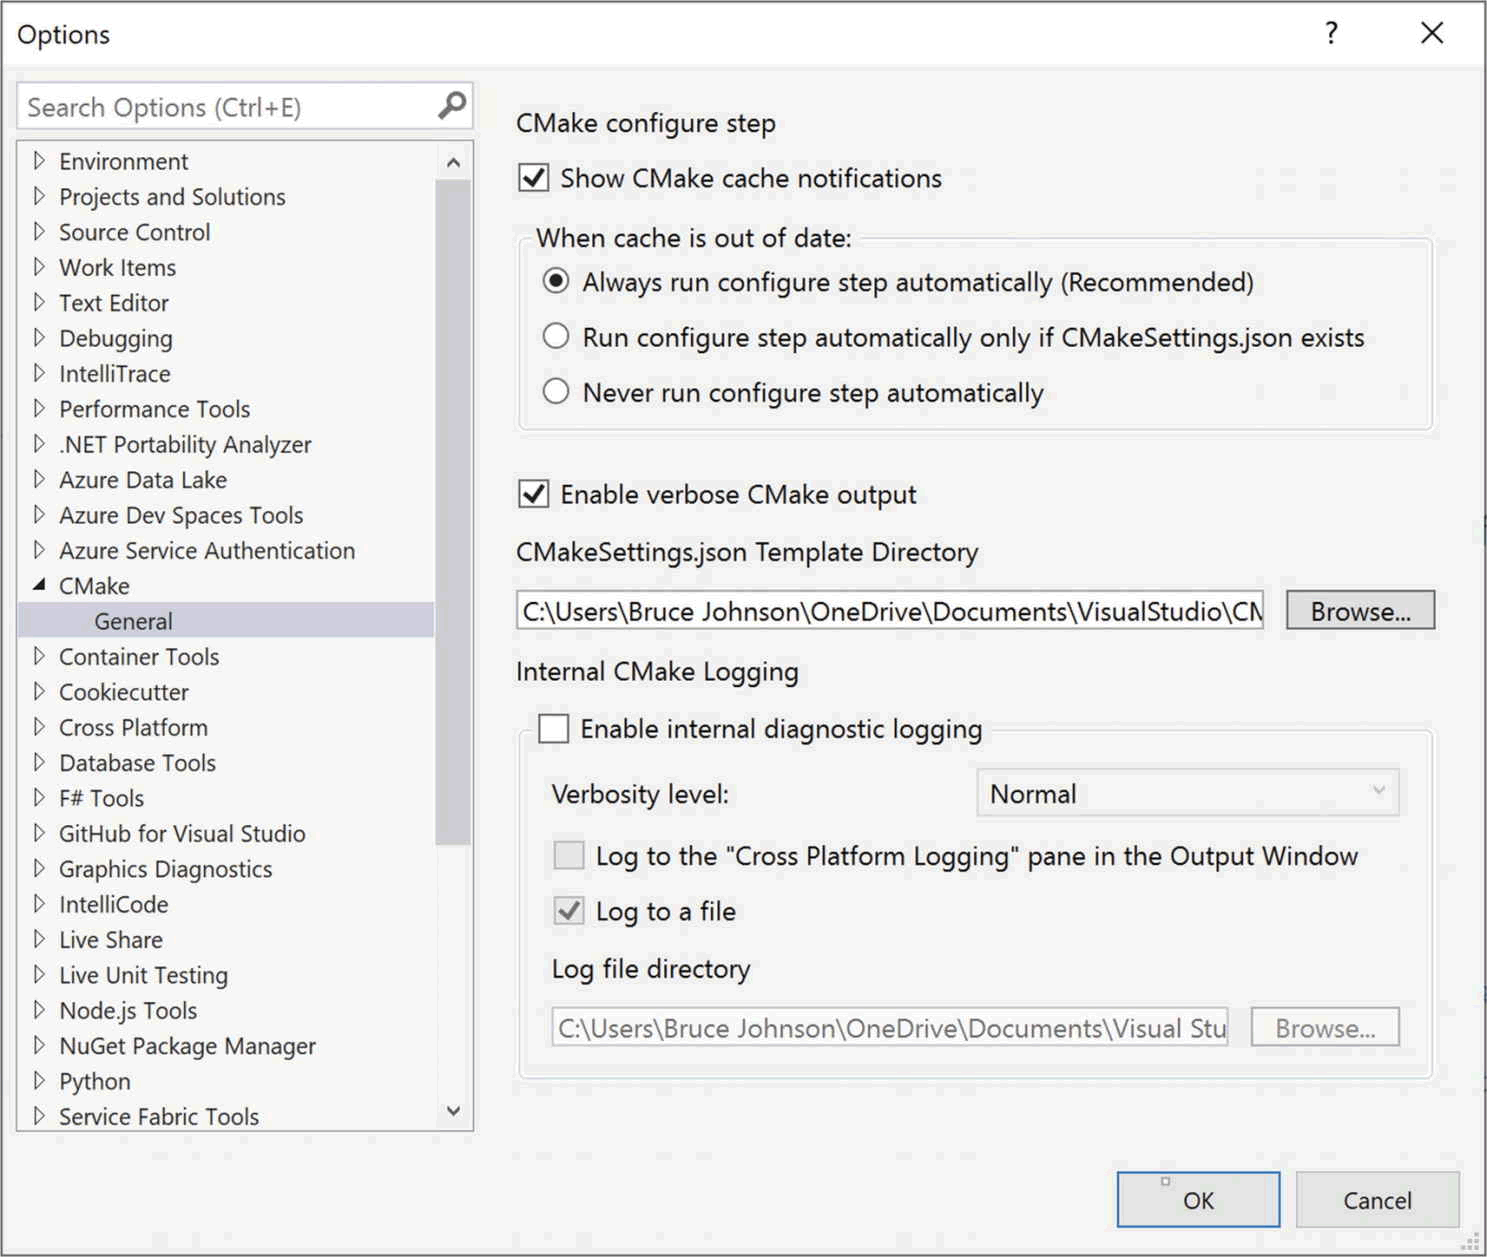 Options
?
Search Options (Ctrl+E)
Environment
Projects and Solutions
Source Control
Work Items
Text Editor
Debugging
IntelliTrace
Performance Tools
.NET Portability Analyzer
Azure Data Lake
Azure Dev Spaces Tools
Azure Service Authentication
CMake
General
Container Tools
Cookiecutter
Cross Platform
Database Tools
F# Tools
GitHub for Visual Studio
Graphics Diagnostics
IntelliCode
Live Share
Live Unit Testing
Node.js Tools
NuGet Package Manager
Python
Service Fabric Tools
CMake configure step
Show CMake cache notifications
When cache is out of date:
Always run configure step automatically (Recommended)
Run configure step automatically only if CMakeSettings.json exists
Never run configure step automatically
Enable verbose CMake output
CMakeSettings.json Template Directory
C:\Users\Bruce Johnson\OneDrive\Documents\VisualStudio\CM
Browse...
Internal CMake Logging
Enable internal diagnostic logging
Verbosity level:
Normal
Log to the "Cross Platform Logging" pane in the Output Window
Log to a file
Log file directory
C:\Users\Bruce Johnson\OneDrive\Documents\Visual Stu
Browse...
OK
Cancel